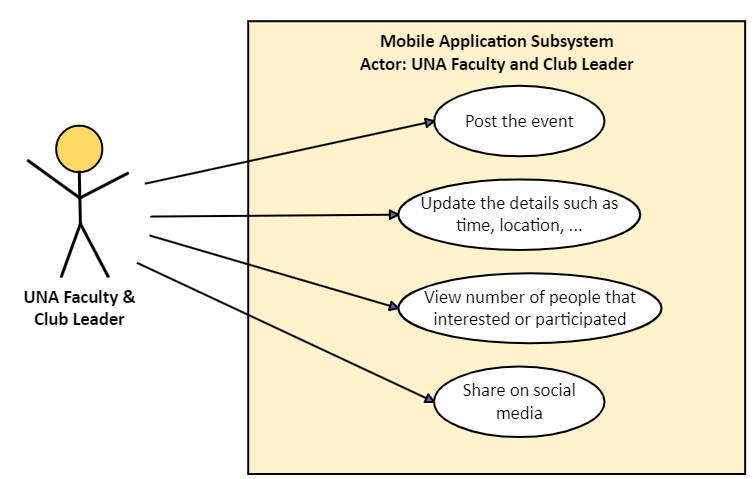 Mobile Application Subsystem
Actor: UNA Faculty and Club Leader
Post the event
Update the details such as
time, location, ...
View number of people that
interested or participated
Share on social
media
UNA Faculty &
Club Leader